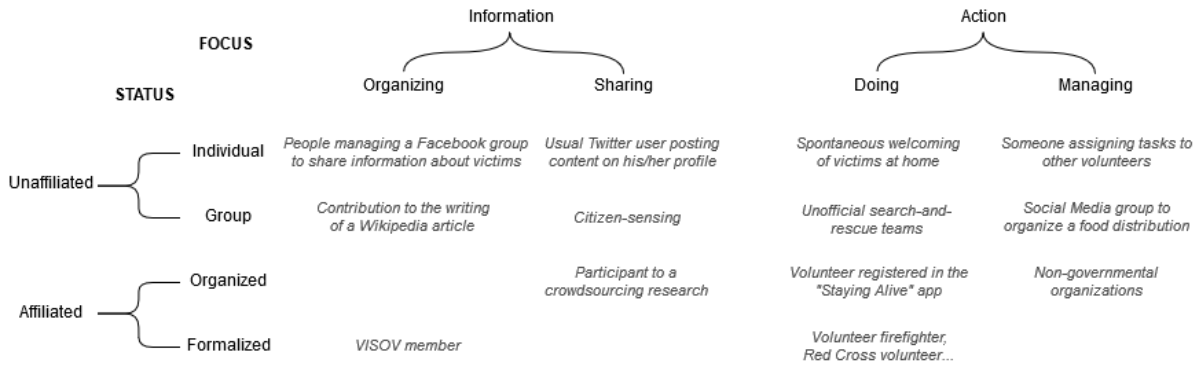 Information
Action
FOCUS
Organizing
Sharing
Doing
Managing
STATUS
Individual
People managing a Facebook group
to share information about victims
Usual Twitter user posting
content on his/her profile
Spontaneous welcoming
of victims at home
Someone assigning tasks to
other volunteers
Unaffiliated
Group
Contribution to the writing
of a Wikipedia article
Citizen-sensing
Unofficial search-and-
rescue teams
Social Media group to
organize a food distribution
Organized
Participant to a
crowdsourcing research
Volunteer registered in the
"Staying Alive" app
Non-governmental
organizations
Affiliated
Formalized
VISOV member
Volunteer firefighter,
Red Cross volunteer...